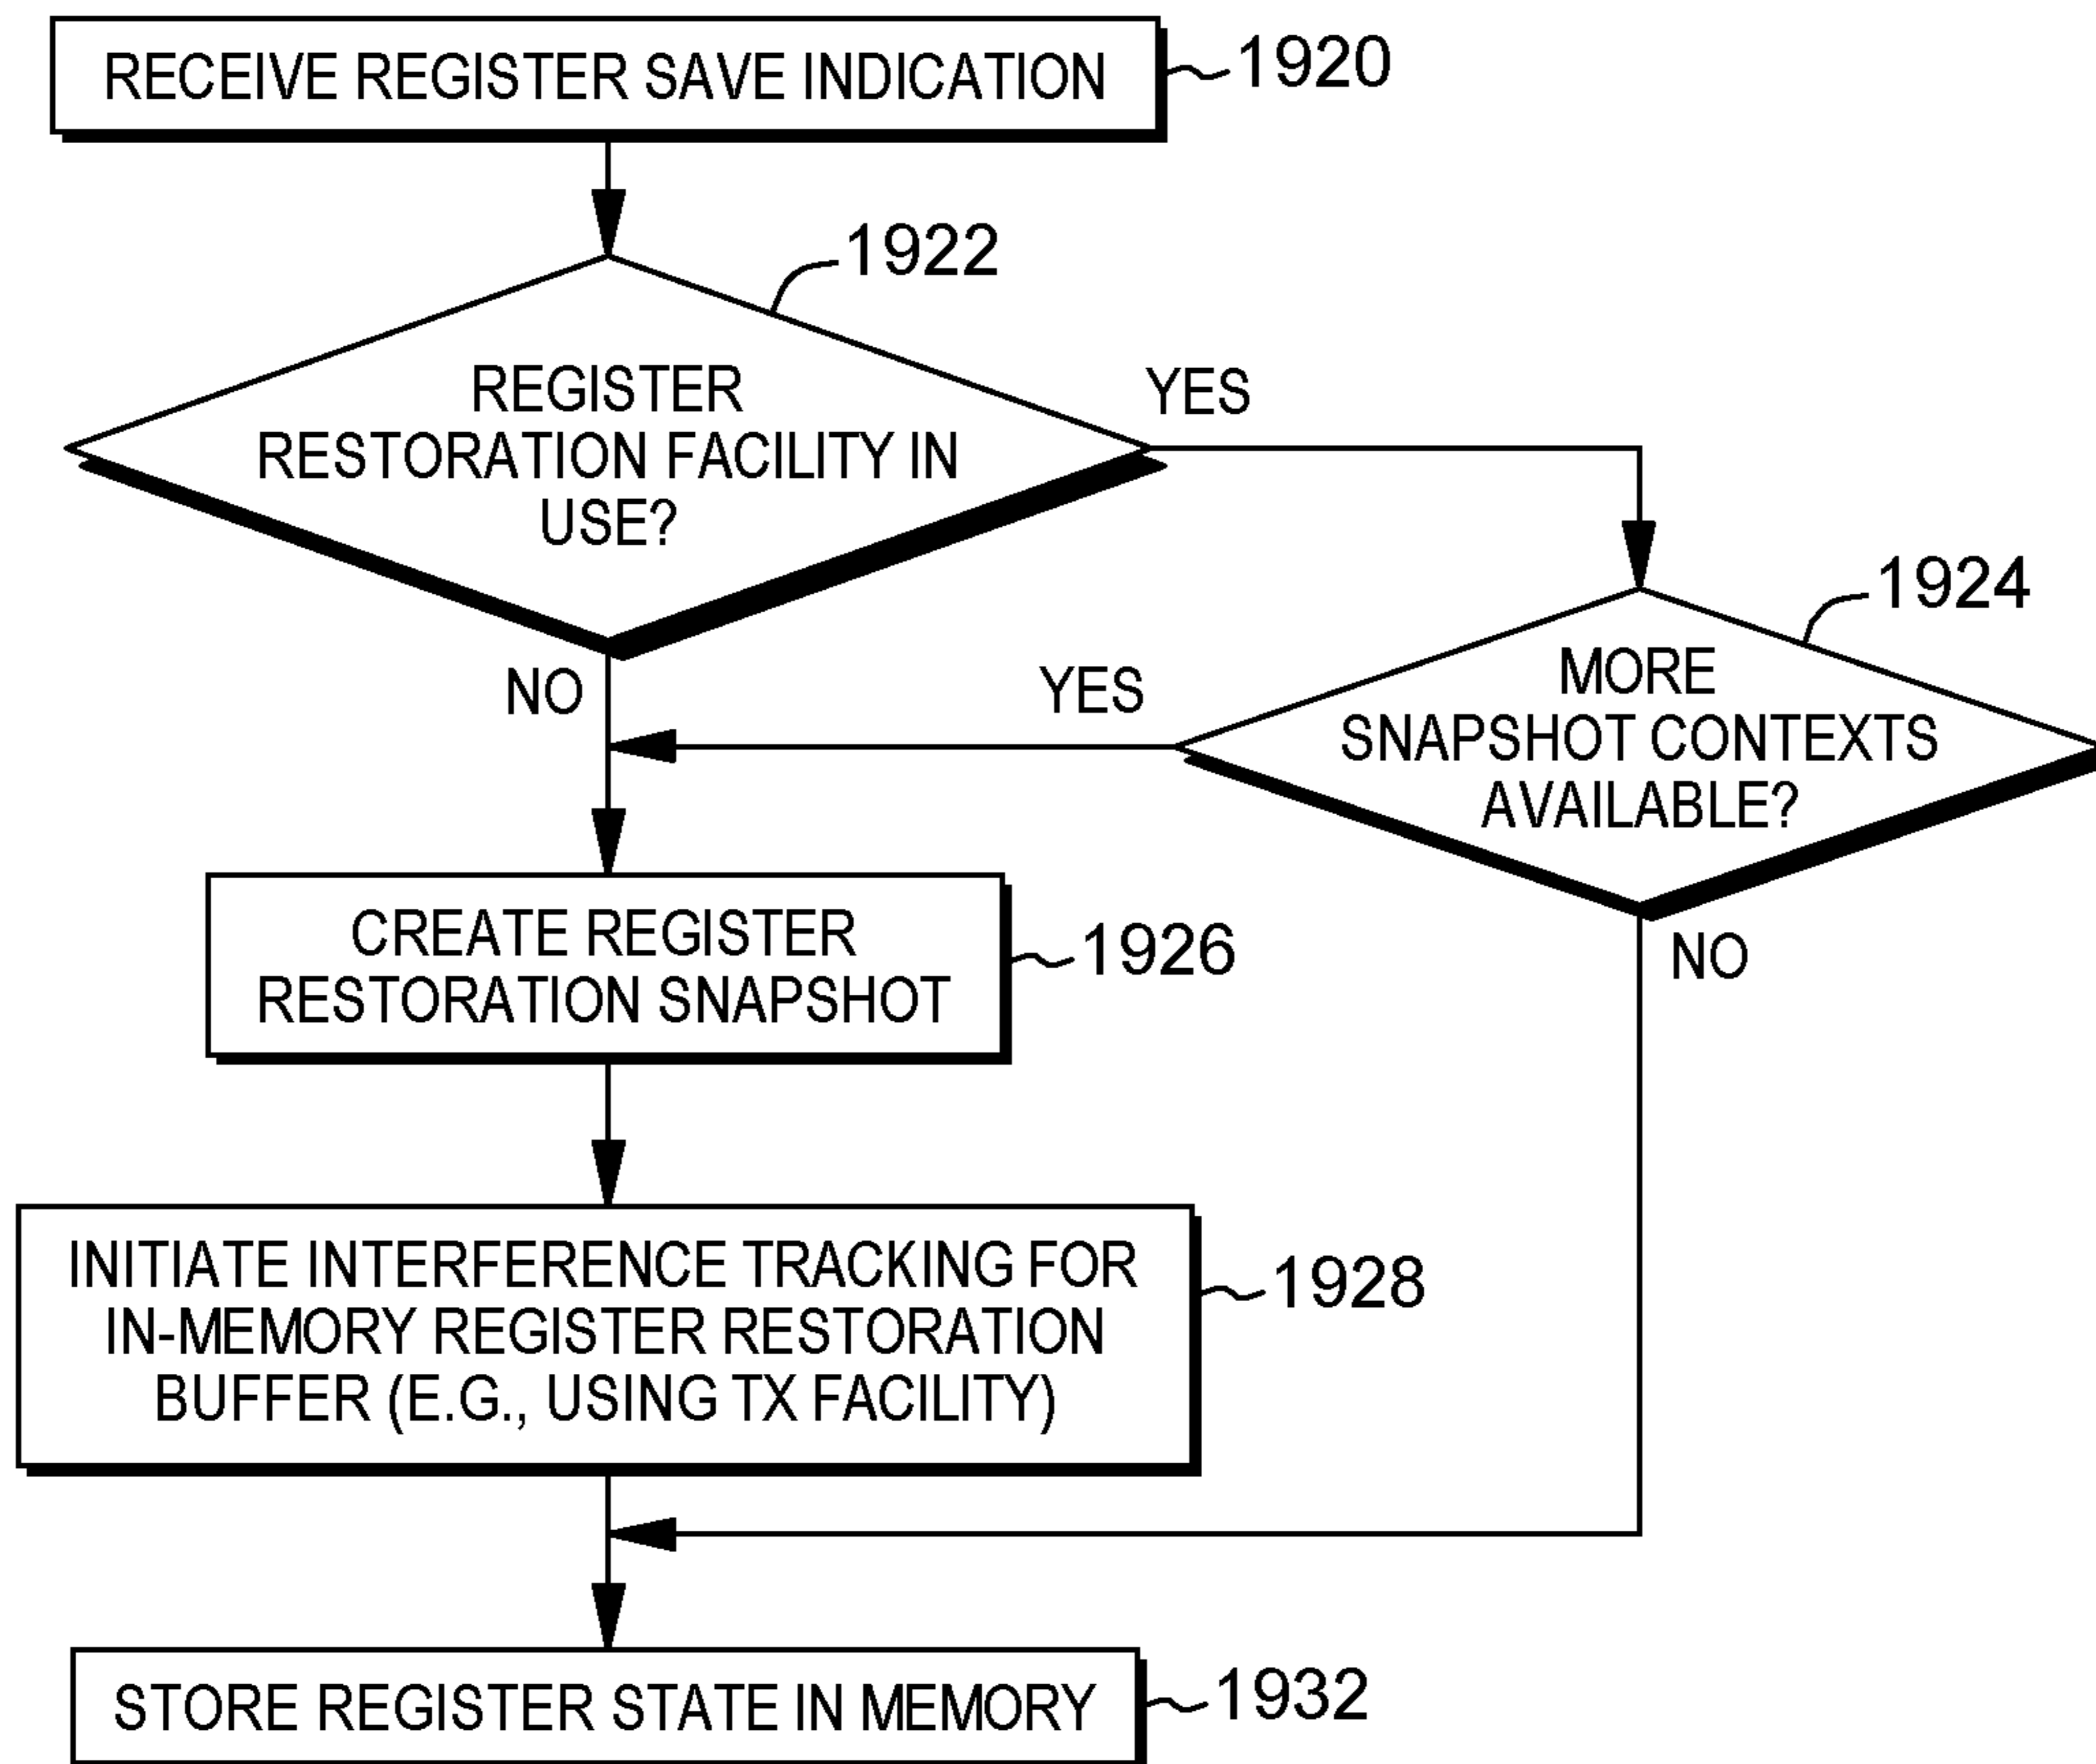 RECEIVE REGISTER SAVE INDICATION
1920
1922
REGISTER
RESTORATION FACILITY IN
USE?
YES
NO
1924
MORE
SNAPSHOT CONTEXTS
AVAILABLE?
YES
NO
CREATE REGISTER
RESTORATION SNAPSHOT
1926
INITIATE INTERFERENCE TRACKING FOR
IN-MEMORY REGISTER RESTORATION
BUFFER (E.G., USING TX FACILITY)
1928
STORE REGISTER STATE IN MEMORY
1932